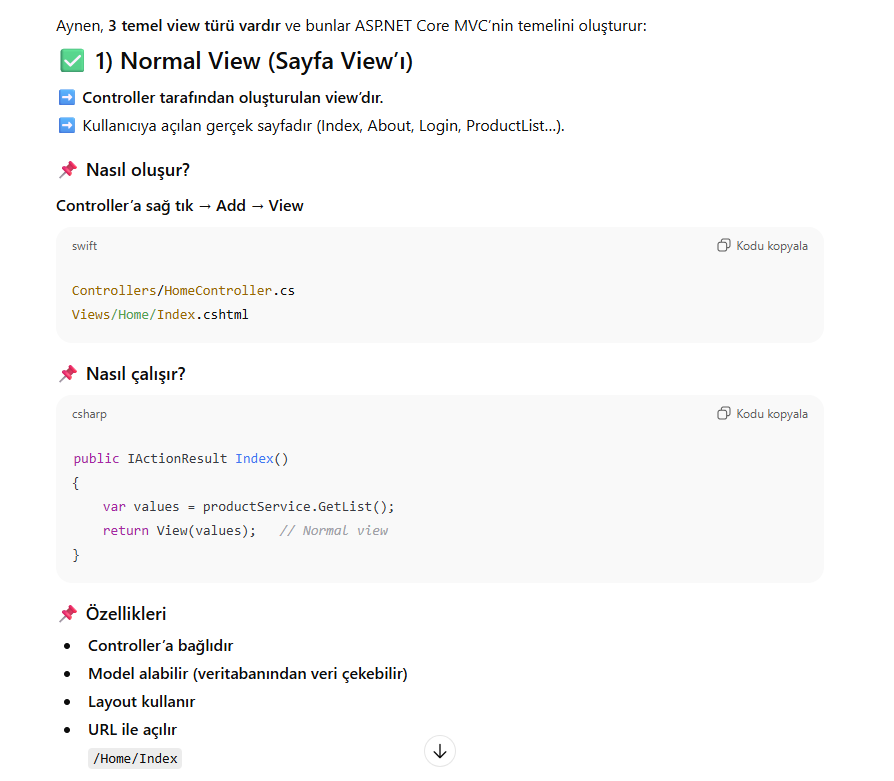 Aynen, 3 temel view türü vardır ve bunlar ASP.NET Core MVC’nin temelini oluşturur:
✅ 1) Normal View (Sayfa View’ı)
➡️ Controller tarafından oluşturulan view’dır.
➡️ Kullanıcıya açılan gerçek sayfadır (Index, About, Login, ProductList…).
📌 Nasıl oluşur?
Controller’a sağ tık → Add → View
swift Kodu kopyala
Controllers/HomeController.cs
Views/Home/Index.cshtml
📌 Nasıl çalışır?
csharp Kodu kopyala
public IActionResult Index()
{
    var values = productService.GetList();
    return View(values);   // Normal view
}
📌 Özellikleri
• Controller’a bağlıdır
• Model alabilir (veritabanından veri çekebilir)
• Layout kullanır
• URL ile açılır
/Home/Index